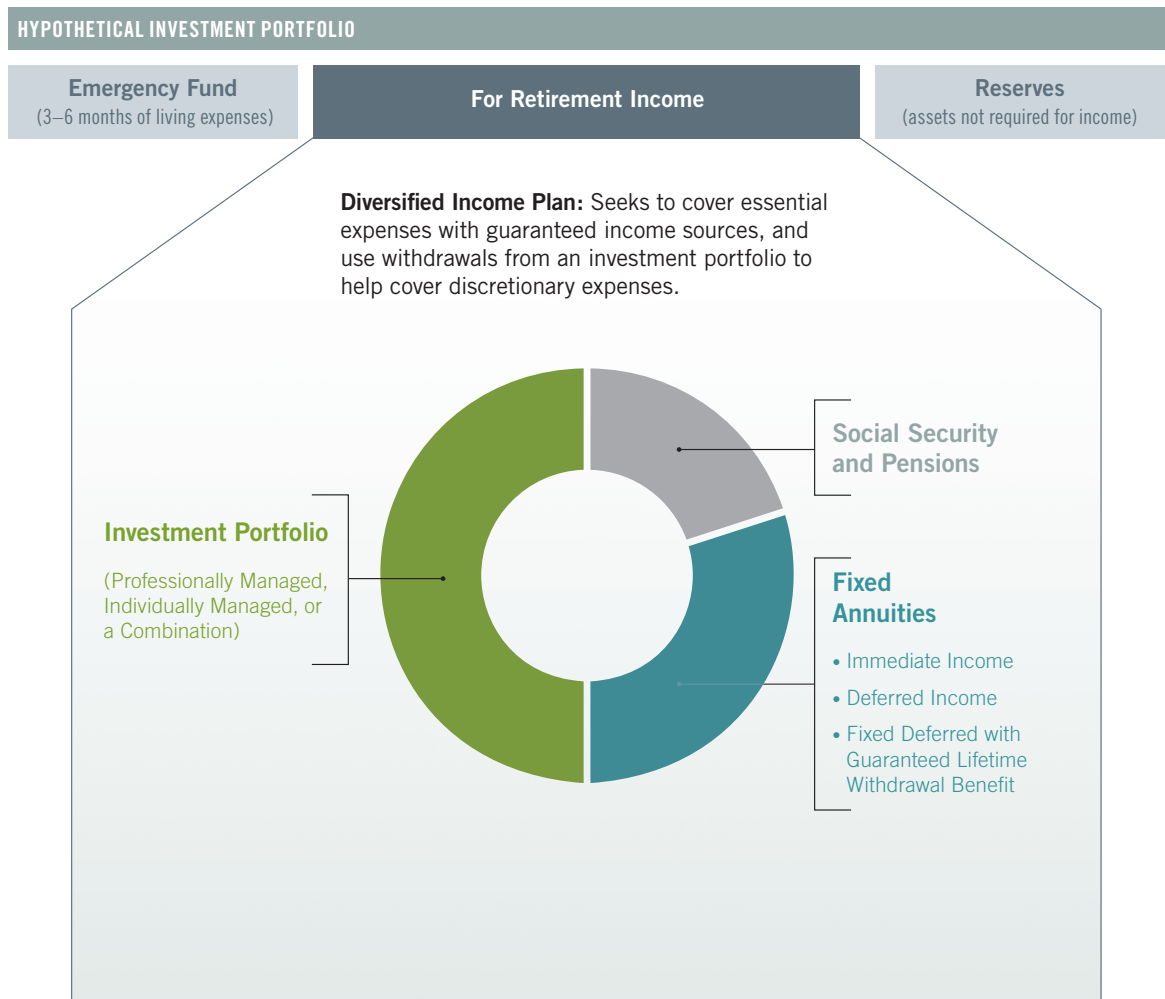 HYPOTHETICAL INVESTMENT PORTFOLIO
Emergency Fund
(3–6 months of living expenses)
For Retirement Income
Reserves
(assets not required for income)
Diversified Income Plan: Seeks to cover essential
expenses with guaranteed income sources, and
use withdrawals from an investment portfolio to
help cover discretionary expenses.
Social Security
and Pensions
Investment Portfolio
(Professionally Managed,
Individually Managed, or
a Combination)
Fixed
Annuities
• Immediate Income
• Deferred Income
• Fixed Deferred with
Guaranteed Lifetime
Withdrawal Benefit